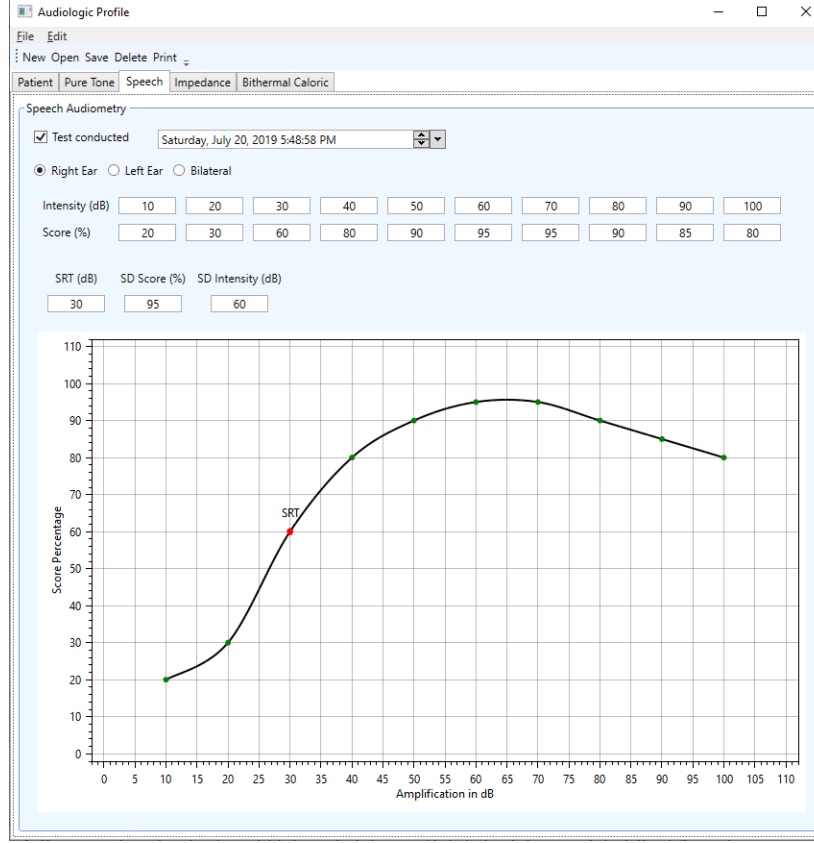 Audiologic Profile
File Edit
New Open Save Delete Print
Patient Pure Tone Speech Impedance Bithermal Caloric
Speech Audiometry
Test conducted Saturday, July 20, 2019 5:48:58 PM
Right Ear Left Ear Bilateral
Intensity (dB) 10 20 30 40 50 60 70 80 90 100
Score (%) 20 30 60 80 90 95 95 90 85 80
SRT (dB) SD Score (%) SD Intensity (dB)
30 95 60
110
100
90
80
70
SRT
60
50
40
30
20
10
0
Score Percentage
0 5 10 15 20 25 30 35 40 45 50 55 60 65 70 75 80 85 90 95 100 105 110
Amplification in dB